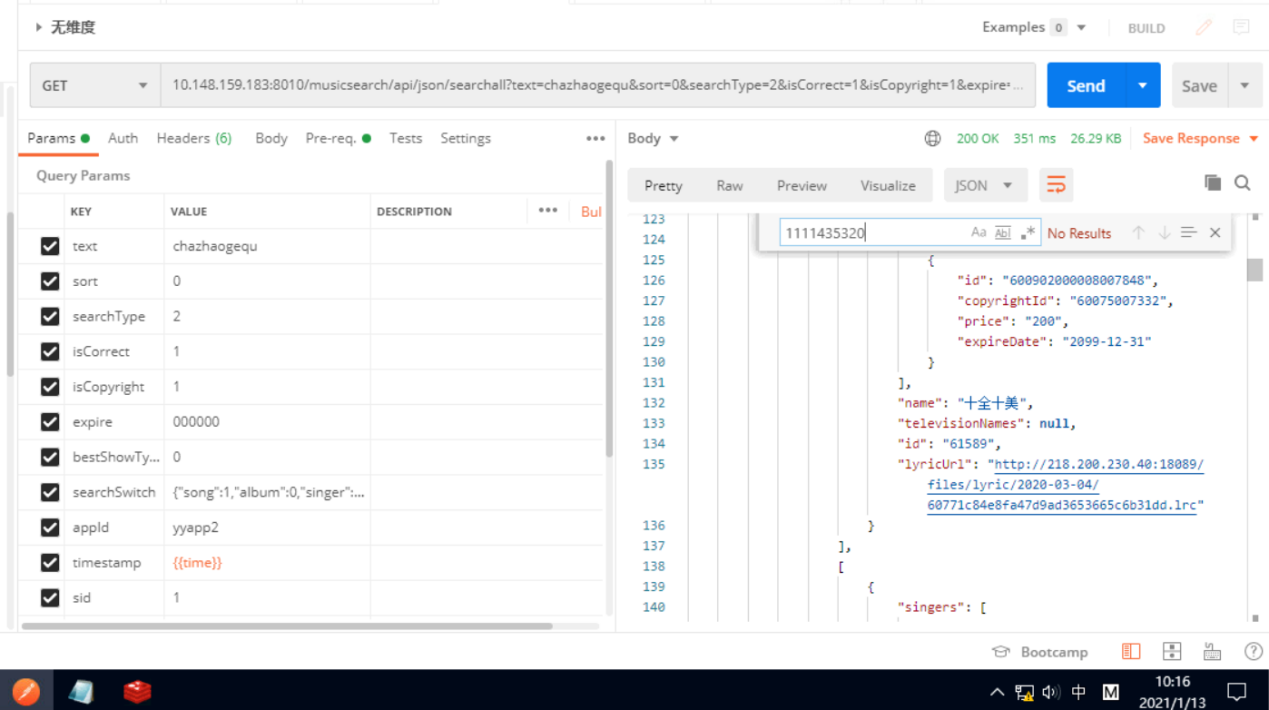 无维度
Examples 0
BUILD
GET
10.148.159.183:8010/musicsearch/api/json/searchall?text=chazhaogequ&sort=0&searchType=2&isCorrect=1&isCopyright=1&expire=...
Send
Save
Params
Auth
Headers (6)
Body
Pre-req.
Tests
Settings
•••
Body
200 OK
351 ms
26.29 KB
Save Response
Query Params
KEY
VALUE
DESCRIPTION
•••
Bul
text
chazhaogequ
sort
0
searchType
2
isCorrect
1
isCopyright
1
expire
000000
bestShowTy...
0
searchSwitch
{"song":1,"album":0,"singer":...
appId
yyapp2
timestamp
{{time}}
sid
1
Pretty
Raw
Preview
Visualize
JSON
1111435320
Aa
Abl
.*
No Results
123
124
125 {
126 "id": "600902000008007848",
127 "copyrightId": "60075007332",
128 "price": "200",
129 "expireDate": "2099-12-31"
130 }
131 ],
132 "name": "十全十美",
133 "televisionNames": null,
134 "id": "61589",
135 "lyricUrl": "http://218.200.230.40:18089/
files/lyric/2020-03-04/
60771c84e8fa47d9ad3653665c6b31dd.lrc"
136 }
137 ],
138 [
139 {
140 "singers": [
Bootcamp
中
M
10:16
2021/1/13